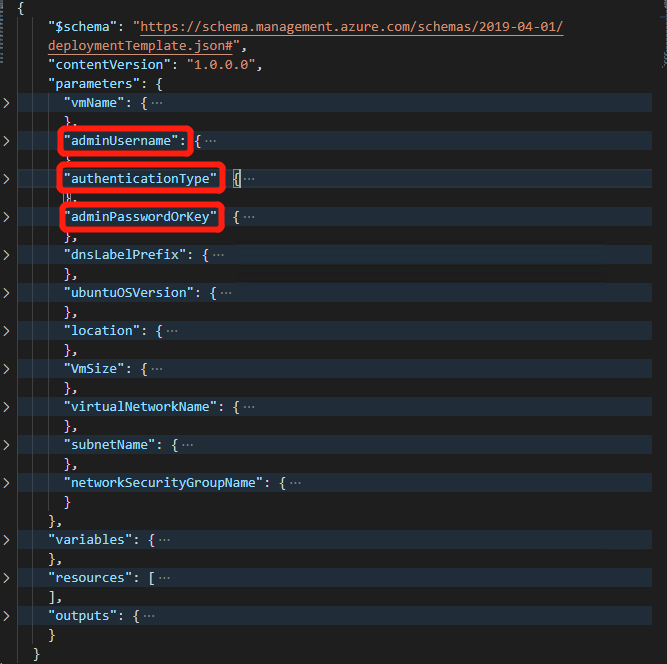 {
"$schema": "https://schema.management.azure.com/schemas/2019-04-01/
deploymentTemplate.json#",
"contentVersion": "1.0.0.0",
"parameters": {
"vmName": { ...
},
"adminUsername": { ...
"authenticationType" { ...
},
"adminPasswordOrKey" { ...
},
"dnsLabelPrefix": { ...
},
"ubuntuOSVersion": { ...
},
"location": { ...
},
"VmSize": { ...
},
"virtualNetworkName": { ...
},
"subnetName": { ...
},
"networkSecurityGroupName": { ...
}
},
"variables": { ...
},
"resources": [ ...
],
"outputs": { ...
}
}